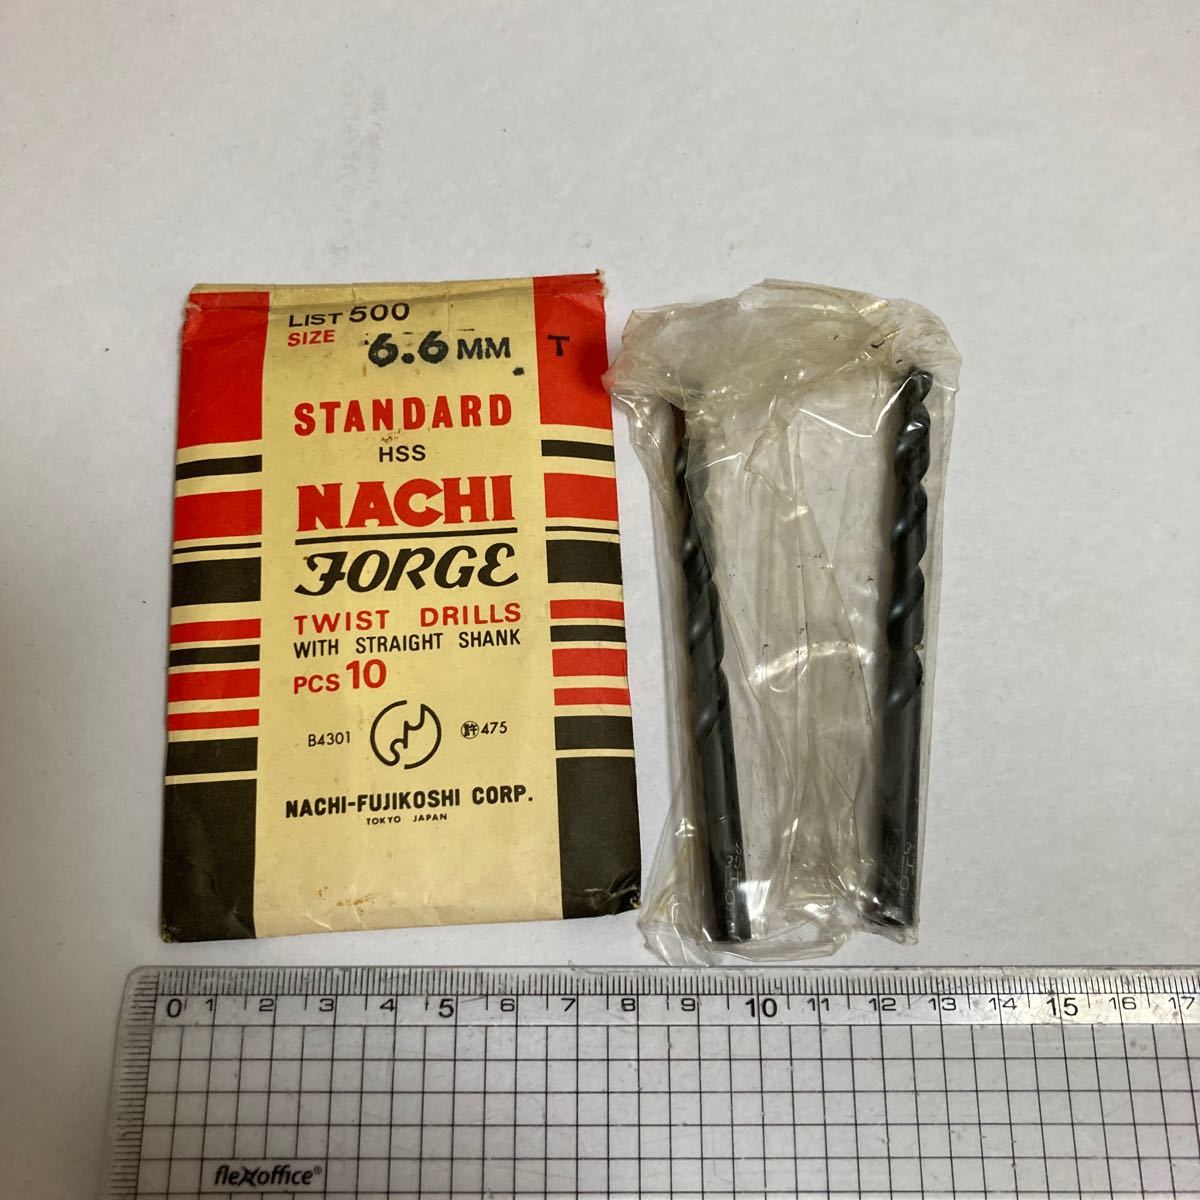 LIST 500
SIZE 6.6 MM T
STANDARD
HSS
NACHI
FORGE
TWIST DRILLS
WITH STRAIGHT SHANK
PCS 10
B4301 許 475
NACHI-FUJIKOSHI CORP.
TOKYO JAPAN
0 1 2 3 4 5 6 7 8 9 10 11 12 13 14 15 16 17
flexoffice®